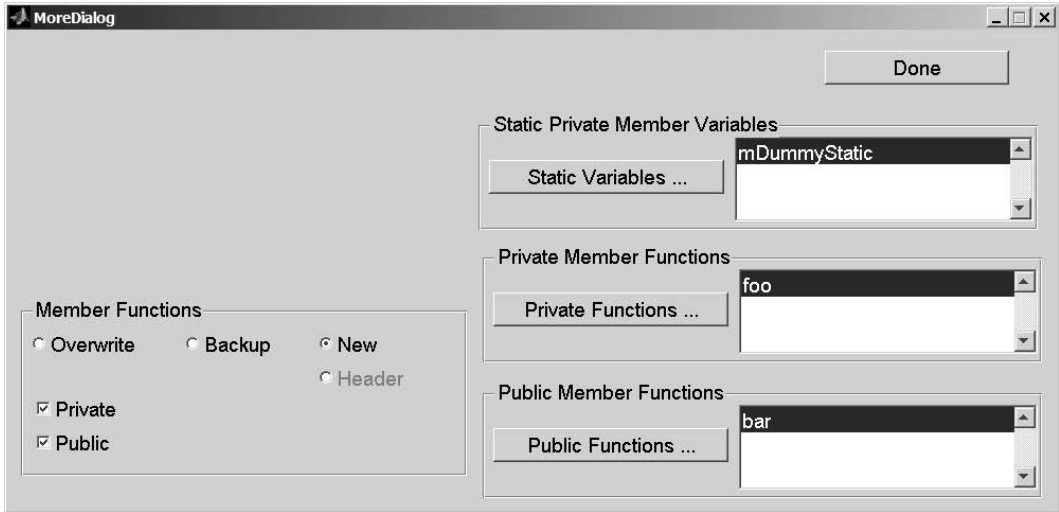 MoreDialog
Done
Static Private Member Variables
Static Variables ...
mDummyStatic
Private Member Functions
Private Functions ...
foo
Member Functions
Overwrite Backup New
Header
Private
Public
Public Member Functions
Public Functions ...
bar